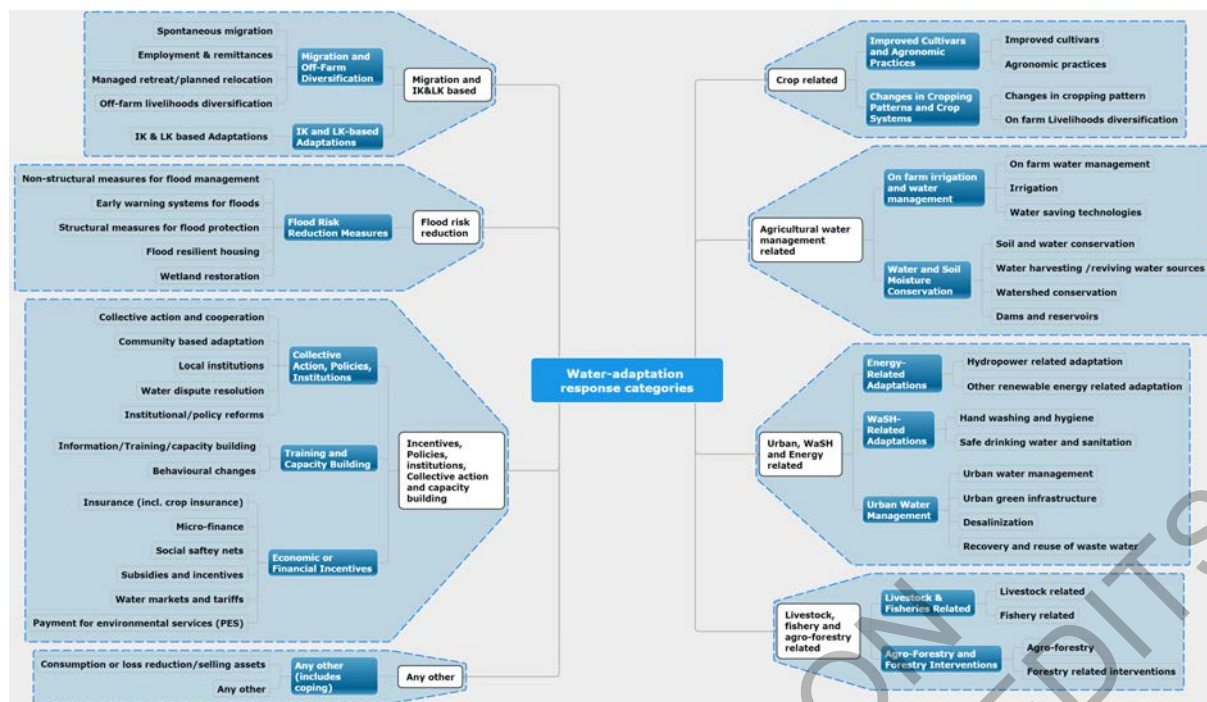 Spontaneous migration
Employment & remittances
Managed retreat/planned relocation
Off-farm livelihoods diversification
Migration and
Off-Farm
Diversification
IK & LK based Adaptations
IK and LK-based
Adaptations
Migration and
IK&LK based
Non-structural measures for flood management
Early warning systems for floods
Structural measures for flood protection
Flood resilient housing
Wetland restoration
Flood Risk
Reduction Measures
Flood risk
reduction
Collective action and cooperation
Community based adaptation
Local institutions
Water dispute resolution
Institutional/policy reforms
Collective
Action, Policies,
Institutions
Information/Training/capacity building
Behavioural changes
Training and
Capacity Building
Insurance (incl. crop insurance)
Micro-finance
Social saftey nets
Subsidies and incentives
Water markets and tariffs
Payment for environmental services (PES)
Economic or
Financial Incentives
Incentives,
Policies,
institutions,
Collective action
and capacity
building
Consumption or loss reduction/selling assets
Any other
Any other
(includes
coping)
Any other
Water-adaptation
response categories
Crop related
Improved Cultivars
and Agronomic
Practices
Improved cultivars
Agronomic practices
Changes in Cropping
Patterns and Crop
Systems
Changes in cropping pattern
On farm Livelihoods diversification
Agricultural water
management
related
On farm irrigation
and water
management
On farm water management
Irrigation
Water saving technologies
Water and Soil
Moisture
Conservation
Soil and water conservation
Water harvesting /reviving water sources
Watershed conservation
Dams and reservoirs
Urban, WaSH
and Energy
related
Energy-
Related
Adaptations
Hydropower related adaptation
Other renewable energy related adaptation
WaSH-
Related
Adaptations
Hand washing and hygiene
Safe drinking water and sanitation
Urban Water
Management
Urban water management
Urban green infrastructure
Desalinization
Recovery and reuse of waste water
Livestock,
fishery and
agro-forestry
related
Livestock &
Fisheries Related
Livestock related
Fishery related
Agro-Forestry and
Forestry Interventions
Agro-forestry
Forestry related interventions
ON
EDITS